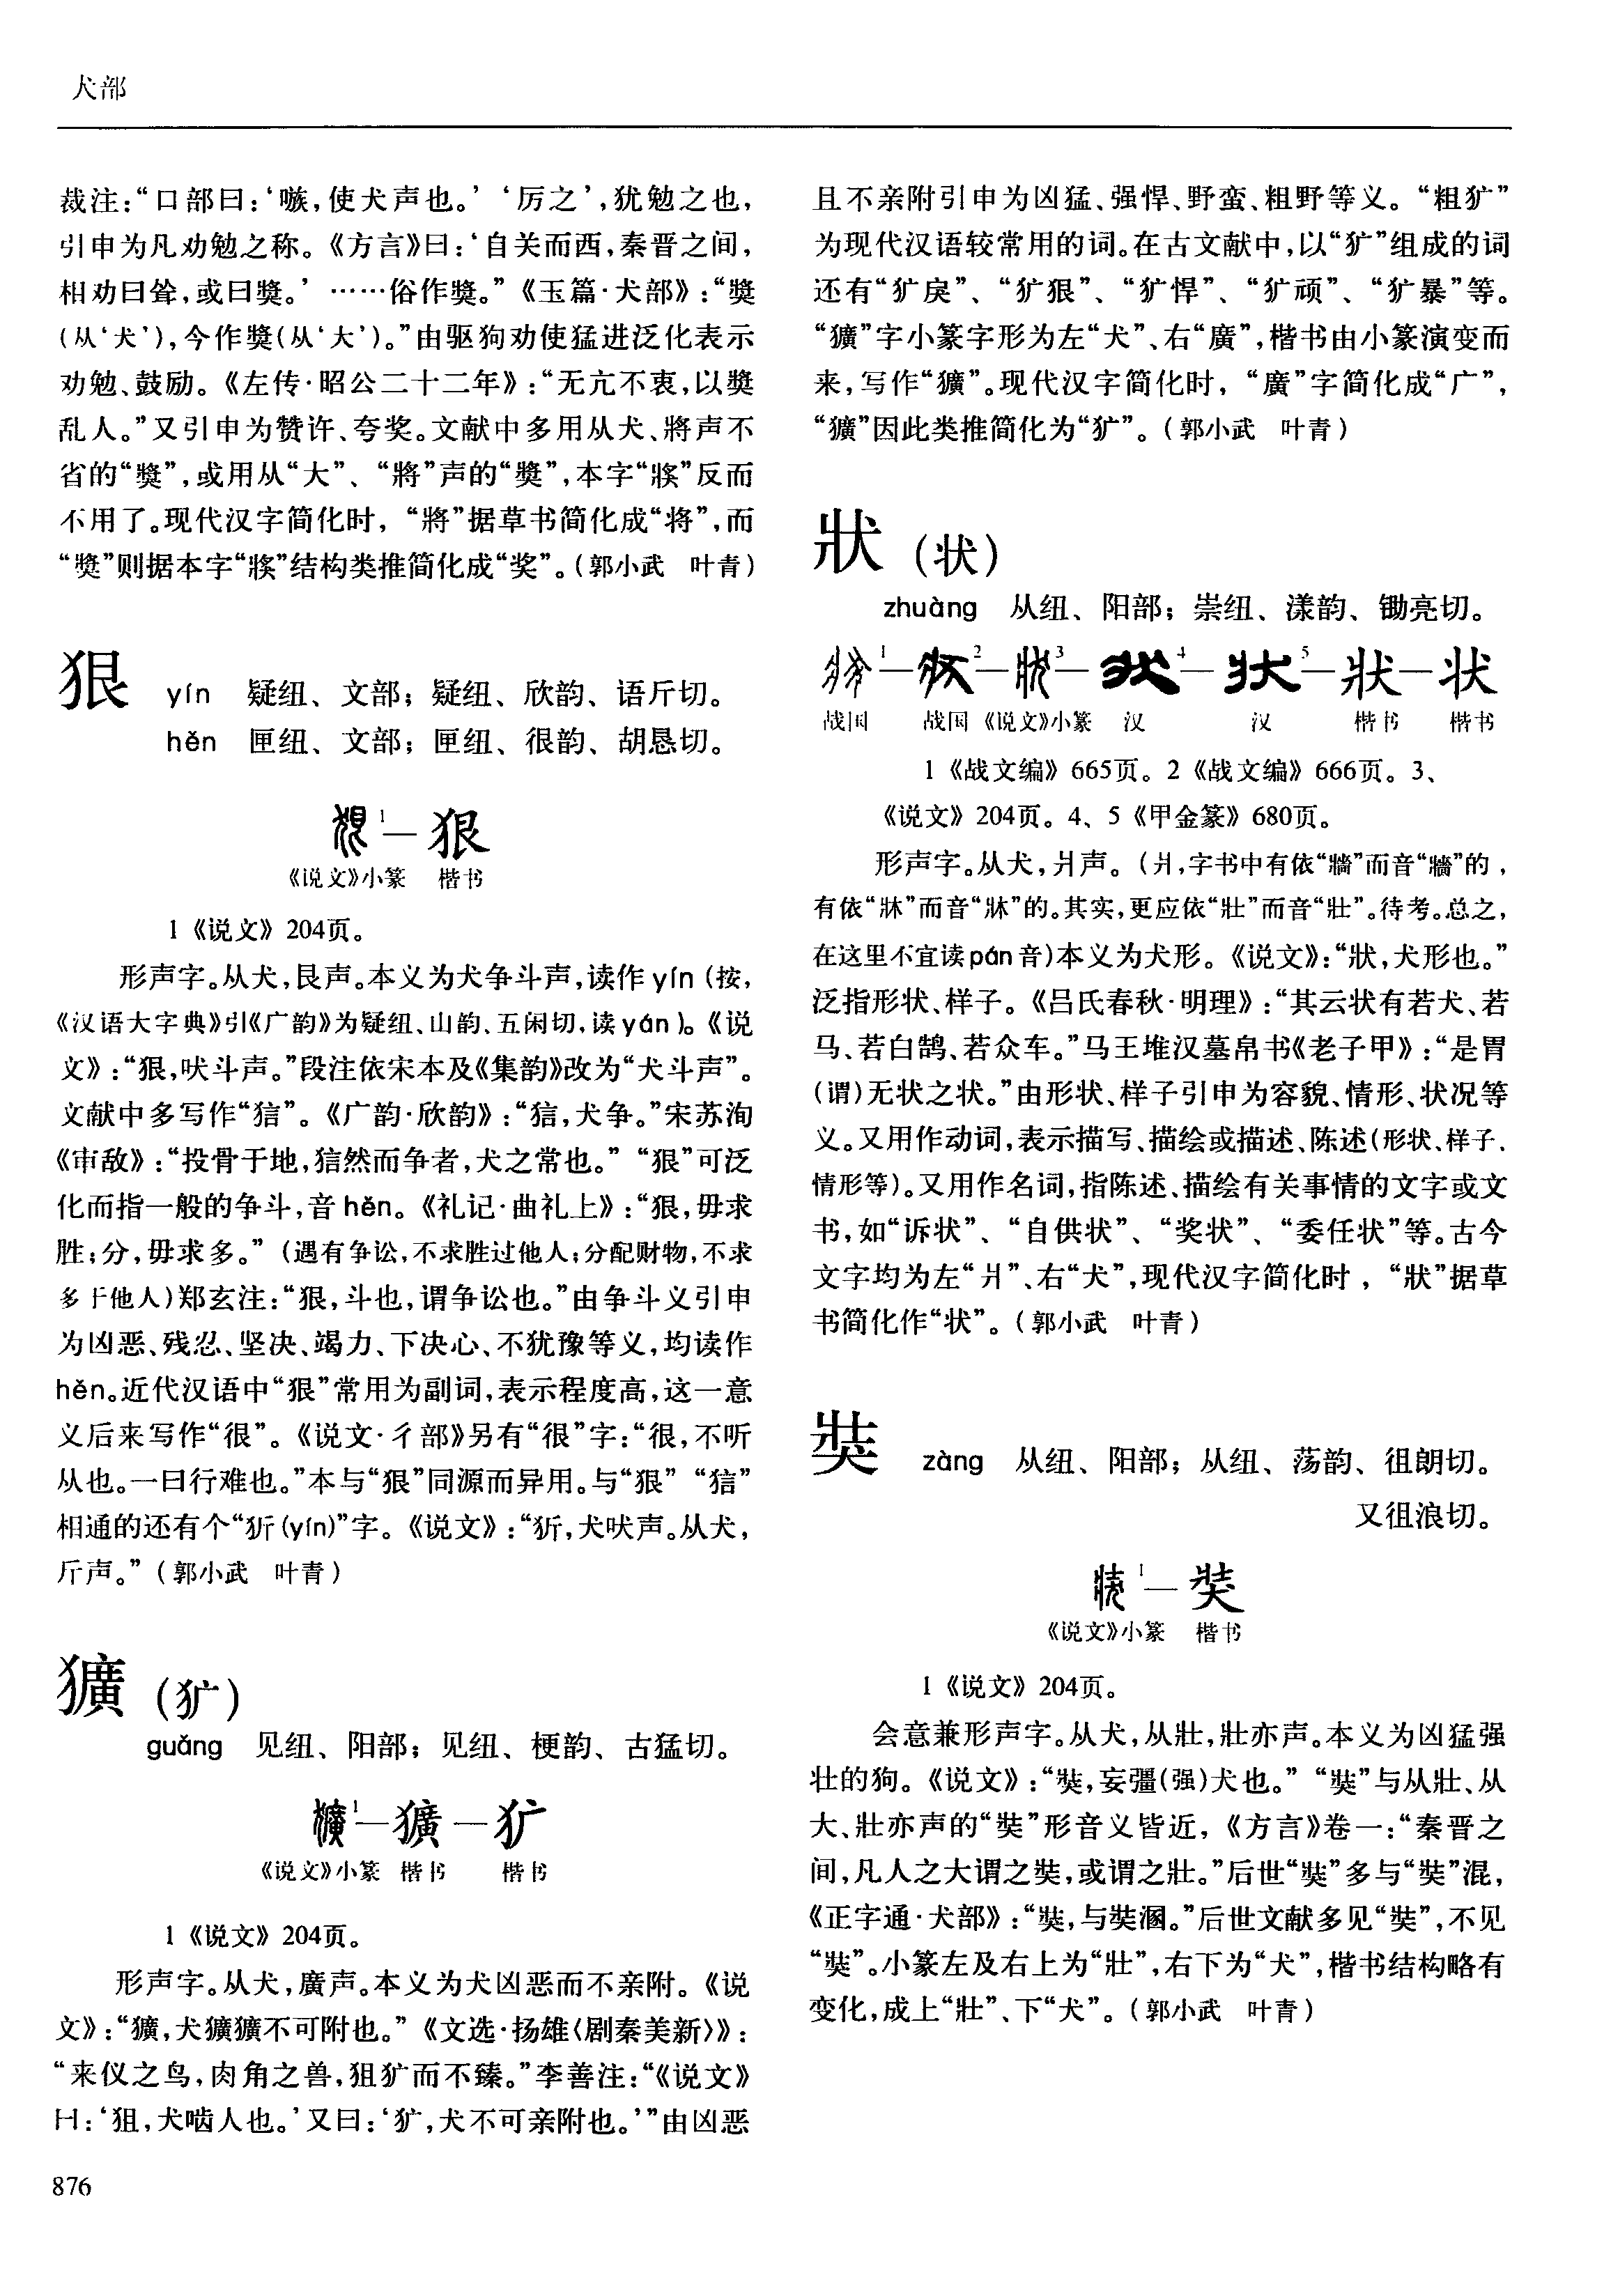 犬部
裁注：“口部曰：‘嗾，使犬声也。’‘厉之’，犹勉之也，
引申为凡劝勉之称。《方言》曰：‘自关而西，秦晋之间，
相劝曰耸，或曰獎。’……俗作獎。”《玉篇·犬部》：“獎
（从‘犬’），今作奬（从‘大’）。”由驱狗劝使猛进泛化表示
劝勉、鼓励。《左传·昭公二十二年》：“无亢不衷，以獎
乱人。”又引申为赞许、夸奖。文献中多用从犬、將声不
省的“獎”，或用从“大”、“將”声的“奬”，本字“㢡”反而
不用了。现代汉字简化时，“將”据草书简化成“将”，而
“獎”则据本字“㢡”结构类推简化成“奖”。（郭小武　叶青）
狠　yín　疑纽、文部；疑纽、欣韵、语斤切。
hěn　匣纽、文部；匣纽、很韵、胡恳切。
狠1—狠
《说文》小篆　楷书
1《说文》204页。
形声字。从犬，艮声。本义为犬争斗声，读作yín（按，
《汉语大字典》引《广韵》为疑纽、山韵、五闲切，读yán）。《说
文》：“狠，吠斗声。”段注依宋本及《集韵》改为“犬斗声”。
文献中多写作“狺”。《广韵·欣韵》：“狺，犬争。”宋苏洵
《审敌》：“投骨于地，狺然而争者，犬之常也。”“狠”可泛
化而指一般的争斗，音hěn。《礼记·曲礼上》：“狠，毋求
胜；分，毋求多。”（遇有争讼，不求胜过他人；分配财物，不求
多于他人）郑玄注：“狠，斗也，谓争讼也。”由争斗义引申
为凶恶、残忍、坚决、竭力、下决心、不犹豫等义，均读作
hěn。近代汉语中“狠”常用为副词，表示程度高，这一意
义后来写作“很”。《说文·彳部》另有“很”字：“很，不听
从也。一曰行难也。”本与“狠”同源而异用。与“狠”“狺”
相通的还有个“犾(yín)”字。《说文》：“㹞，犬吠声。从犬，
斤声。”（郭小武　叶青）
獷（犷）
guǎng　见纽、阳部；见纽、梗韵、古猛切。
獷1—獷—犷
《说文》小篆　楷书　楷书
1《说文》204页。
形声字。从犬，廣声。本义为犬凶恶而不亲附。《说
文》：“獷，犬獷獷不可附也。”《文选·扬雄〈剧秦美新〉》：
“来仪之鸟，肉角之兽，狙犷而不臻。”李善注：“《说文》
曰：‘狙，犬啮人也。’又曰：‘犷，犬不可亲附也。’”由凶恶
且不亲附引申为凶猛、强悍、野蛮、粗野等义。“粗犷”
为现代汉语较常用的词。在古文献中，以“犷”组成的词
还有“犷戾”、“犷狠”、“犷悍”、“犷顽”、“犷暴”等。
“獷”字小篆字形为左“犬”、右“廣”，楷书由小篆演变而
来，写作“獷”。现代汉字简化时，“廣”字简化成“广”，
“獷”因此类推简化为“犷”。（郭小武　叶青）
狀（状）
zhuàng　从纽、阳部；崇纽、漾韵、锄亮切。
狀1—狀2—狀3—狀4—狀5—狀—状
战国　战国　《说文》小篆　汉　汉　楷书　楷书
1《战文编》665页。2《战文编》666页。3、
《说文》204页。4、5《甲金篆》680页。
形声字。从犬，爿声。（爿，字书中有依“牆”而音“牆”的，
有依“牀”而音“牀”的。其实，更应依“壯”而音“壯”。待考。总之，
在这里不宜读pán音）本义为犬形。《说文》：“狀，犬形也。”
泛指形状、样子。《吕氏春秋·明理》：“其云状有若犬、若
马、若白鹄、若众车。”马王堆汉墓帛书《老子甲》：“是胃
（谓）无状之状。”由形状、样子引申为容貌、情形、状况等
义。又用作动词，表示描写、描绘或描述、陈述（形状、样子、
情形等）。又用作名词，指陈述、描绘有关事情的文字或文
书，如“诉状”、“自供状”、“奖状”、“委任状”等。古今
文字均为左“爿”、右“犬”，现代汉字简化时，“狀”据草
书简化作“状”。（郭小武　叶青）
奘　zàng　从纽、阳部；从纽、荡韵、徂朗切。
又徂浪切。
奘1—奘
《说文》小篆　楷书
1《说文》204页。
会意兼形声字。从犬，从壯，壯亦声。本义为凶猛强
壮的狗。《说文》：“奘，妄彊（强）犬也。”“奘”与从壯、从
大、壯亦声的“奘”形音义皆近，《方言》卷一：“秦晋之
间，凡人之大谓之奘，或谓之壯。”后世“奘”多与“奘”混，
《正字通·犬部》：“奘，与奘溷。”后世文献多见“奘”，不见
“奘”。小篆左及右上为“壯”，右下为“犬”，楷书结构略有
变化，成上“壯”、下“犬”。（郭小武　叶青）
876